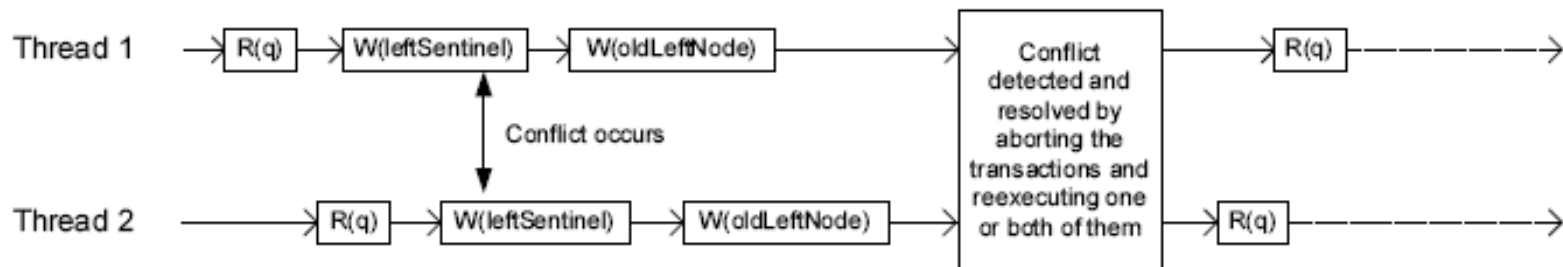 Thread 1
R(q)
W(leftSentinel)
W(oldLeftNode)
Conflict
detected and
resolved by
aborting the
transactions and
reexecuting one
or both of them
R(q)
Conflict occurs
Thread 2
R(q)
W(leftSentinel)
W(oldLeftNode)
R(q)